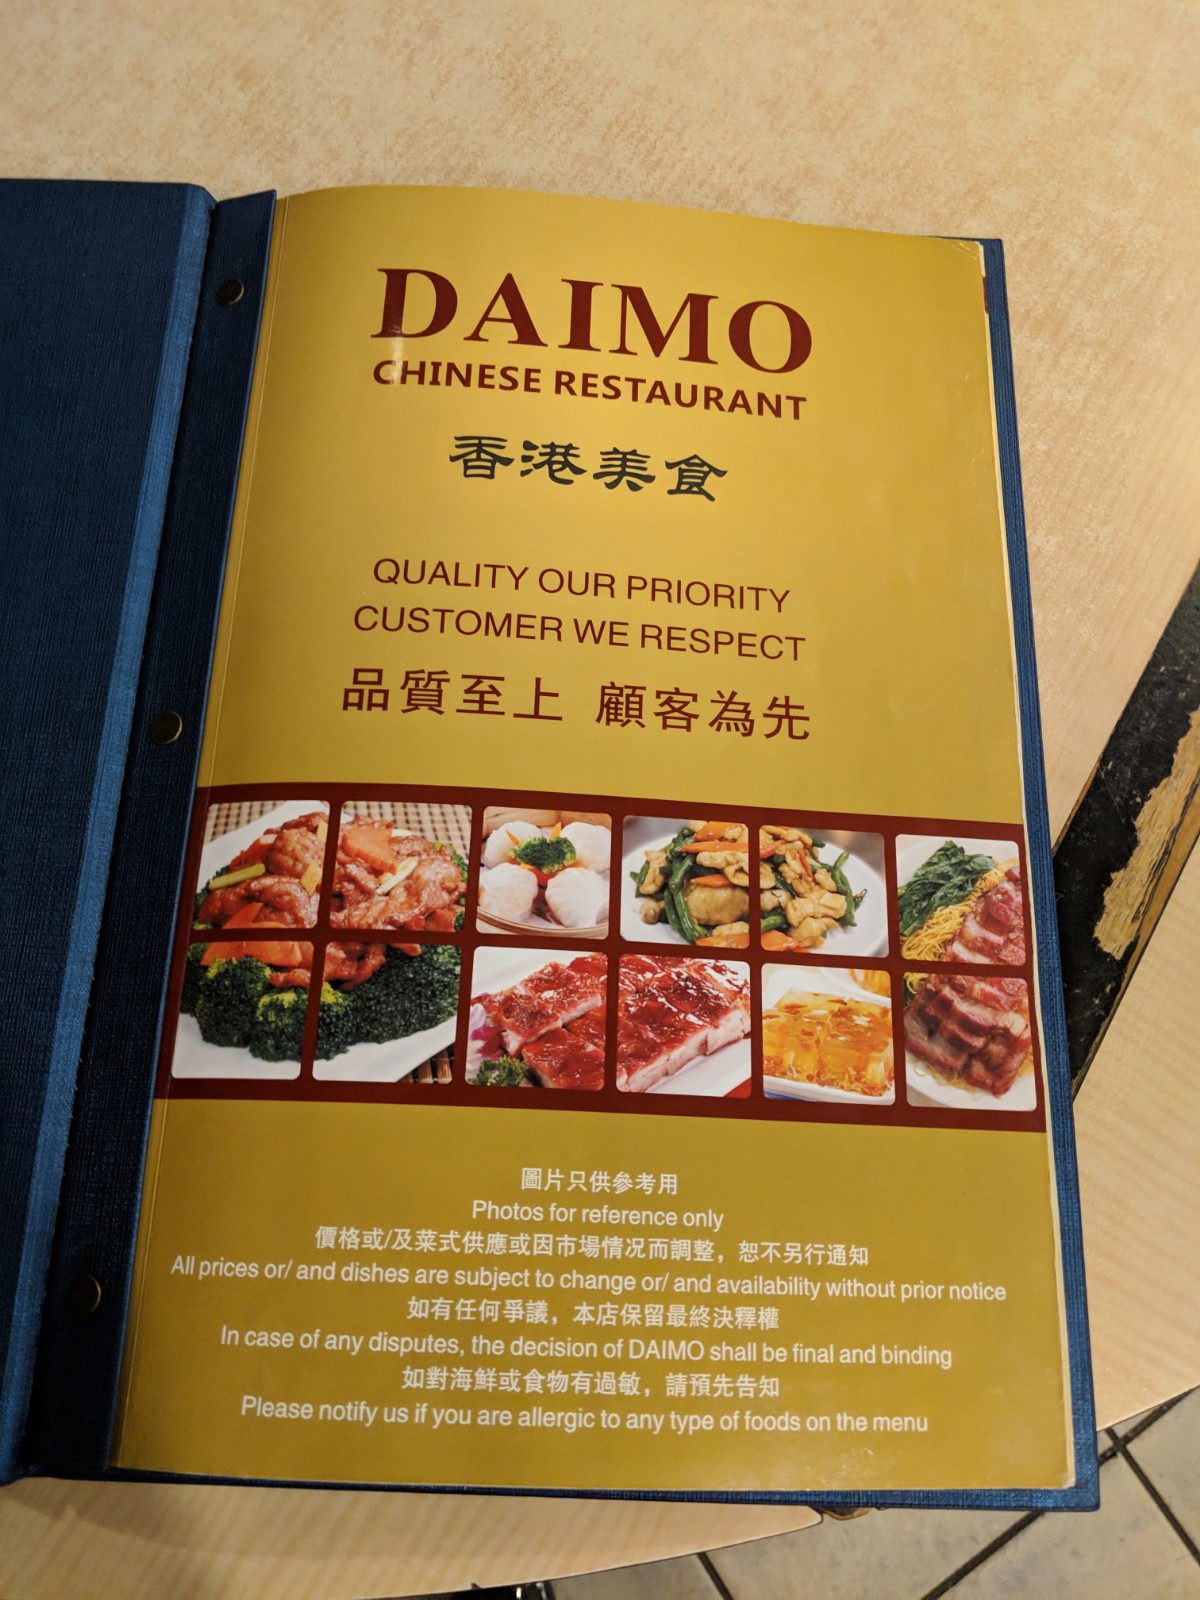 DAIMO
CHINESE RESTAURANT
香港美食
QUALITY OUR PRIORITY
CUSTOMER WE RESPECT
品質至上 顧客為先
圖片只供參考用
Photos for reference only
價格或/及菜式供應或因市場情况而調整，恕不另行通知
All prices or/ and dishes are subject to change or/ and availability without prior notice
如有任何爭議，本店保留最終決釋權
In case of any disputes, the decision of DAIMO shall be final and binding
如對海鮮或食物有過敏，請預先告知
Please notify us if you are allergic to any type of foods on the menu